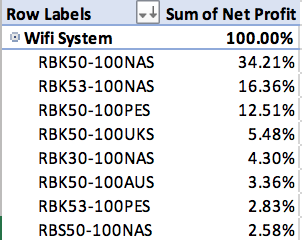 Row Labels Sum of Net Profit
Wifi System 100.00%
RBK50-100NAS 34.21%
RBK53-100NAS 16.36%
RBK50-100PES 12.51%
RBK50-100UKS 5.48%
RBK30-100NAS 4.30%
RBK50-100AUS 3.36%
RBK53-100PES 2.83%
RBS50-100NAS 2.58%